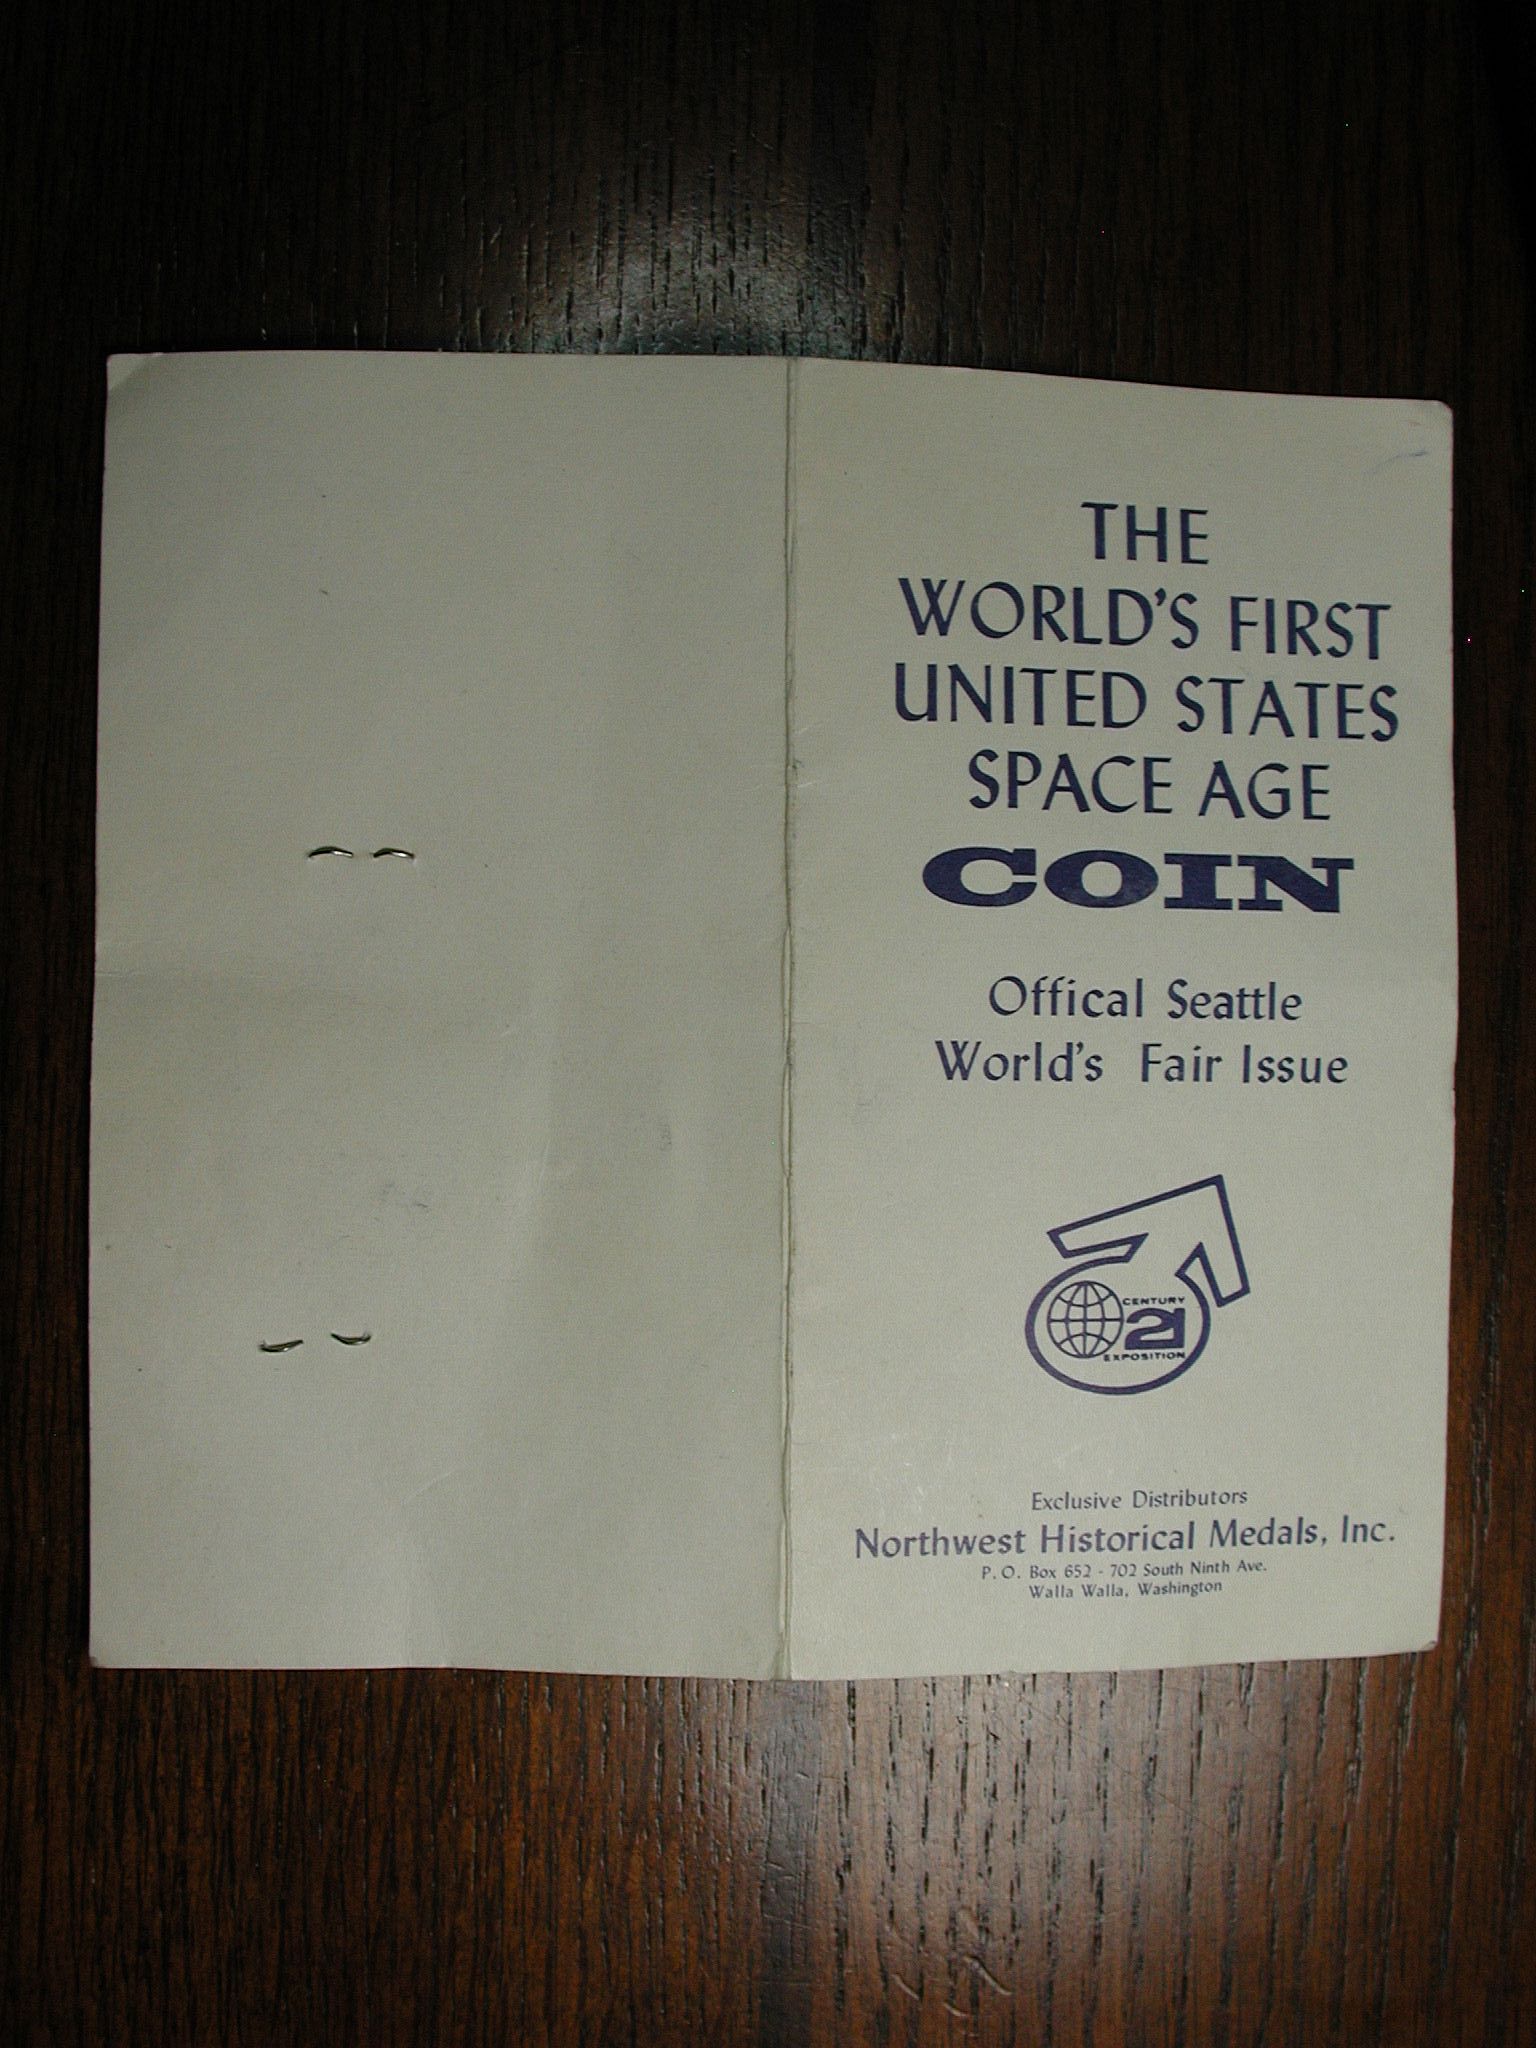 THE
WORLD'S FIRST
UNITED STATES
SPACE AGE
COIN
Offical Seattle
World's Fair Issue
CENTURY
21
EXPOSITION
Exclusive Distributors
Northwest Historical Medals, Inc.
P. O. Box 652 - 702 South Ninth Ave.
Walla Walla, Washington